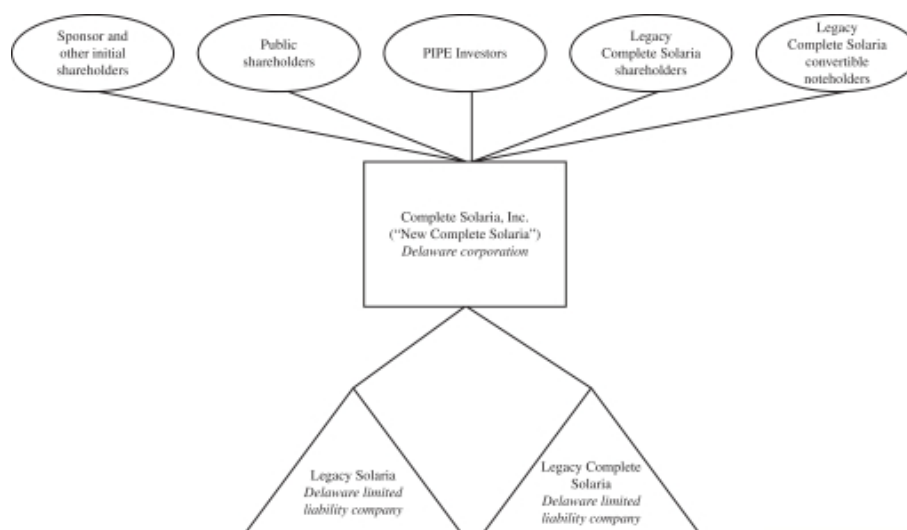 Sponsor and
other initial
shareholders
Public
shareholders
PIPE Investors
Legacy
Complete Solaria
shareholders
Legacy
Complete Solaria
convertible
noteholders
Complete Solaria, Inc.
(“New Complete Solaria”)
Delaware corporation
Legacy Solaria
Delaware limited
liability company
Legacy Complete
Solaria
Delaware limited
liability company